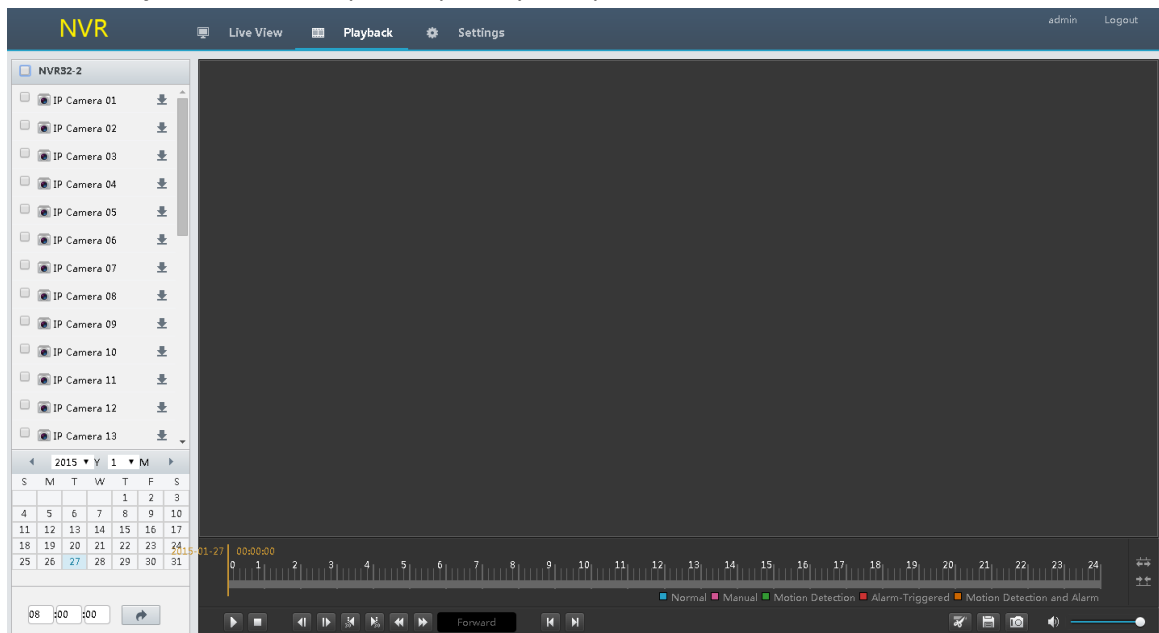 NVR
Live View
Playback
Settings
admin
Logout
NVR32-2
IP Camera 01
IP Camera 02
IP Camera 03
IP Camera 04
IP Camera 05
IP Camera 06
IP Camera 07
IP Camera 08
IP Camera 09
IP Camera 10
IP Camera 11
IP Camera 12
IP Camera 13
2015 Y 1 M
S M T W T F S
1 2 3
4 5 6 7 8 9 10
11 12 13 14 15 16 17
18 19 20 21 22 23 24
25 26 27 28 29 30 31
08 :00 :00
2015-01-27 00:00:00
0 1 2 3 4 5 6 7 8 9 10 11 12 13 14 15 16 17 18 19 20 21 22 23 24
Normal Manual Motion Detection Alarm-Triggered Motion Detection and Alarm
Forward